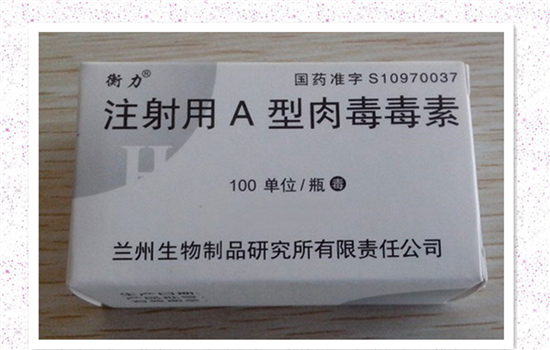 衡力®
国药准字 S10970037
注射用 A 型肉毒毒素
H
100 单位/瓶 毒
兰州生物制品研究所有限责任公司